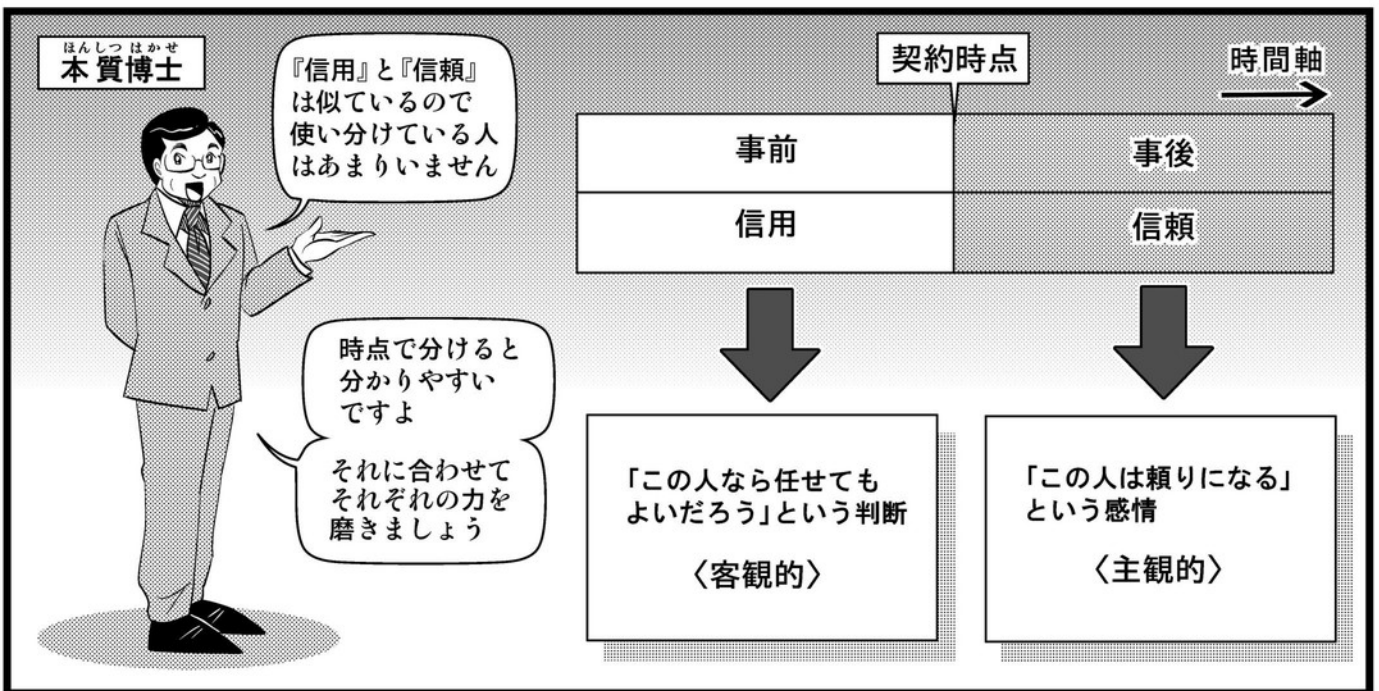 ほんしつ はかせ
本質博士
『信用』と『信頼』
は似ているので
使い分けている人
はあまりいません
時点で分けると
分かりやすい
ですよ
それに合わせて
それぞれの力を
磨きましょう
契約時点
時間軸
事前
事後
信用
信頼
「この人なら任せても
よいだろう」という判断
〈客観的〉
「この人は頼りになる」
という感情
〈主観的〉